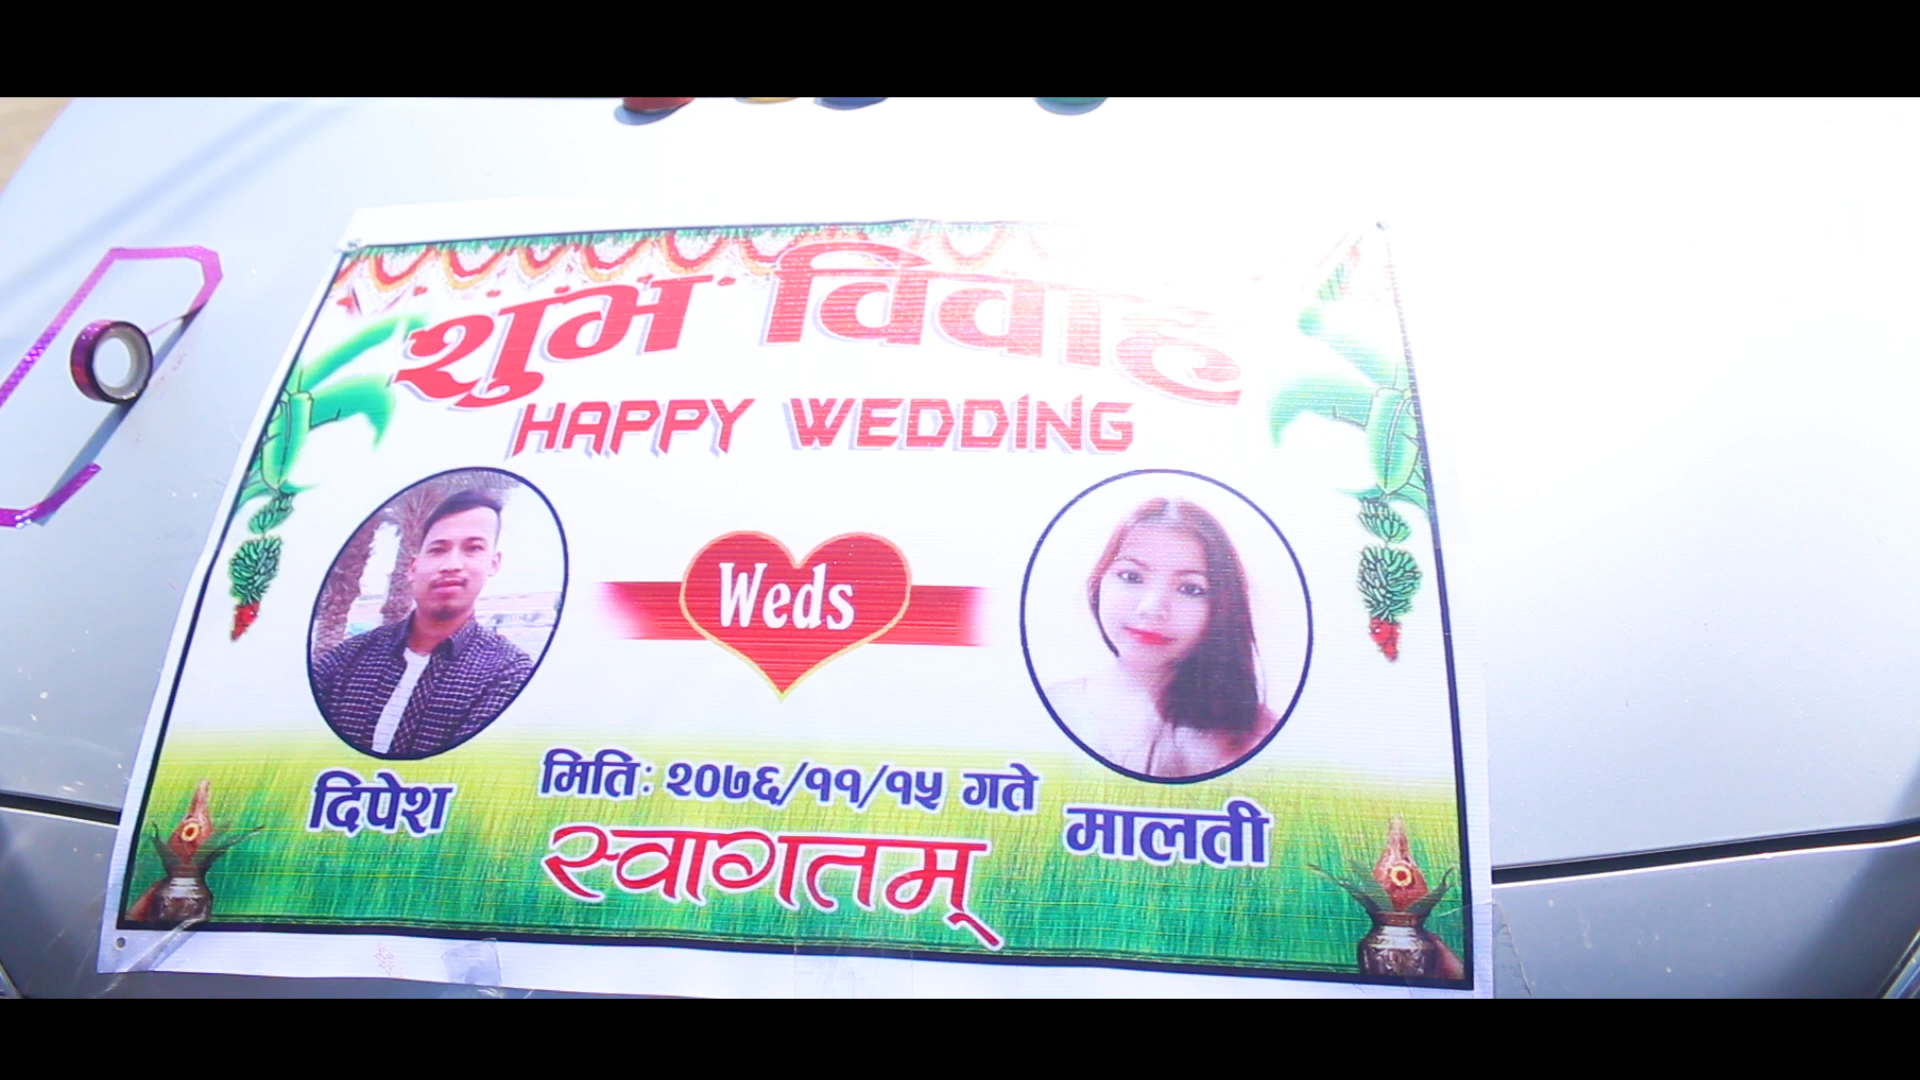 शुभ विवाह
HAPPY WEDDING
Weds
दिपेश
मिति: २०७६/११/१५ गते
मालती
स्वागतम्